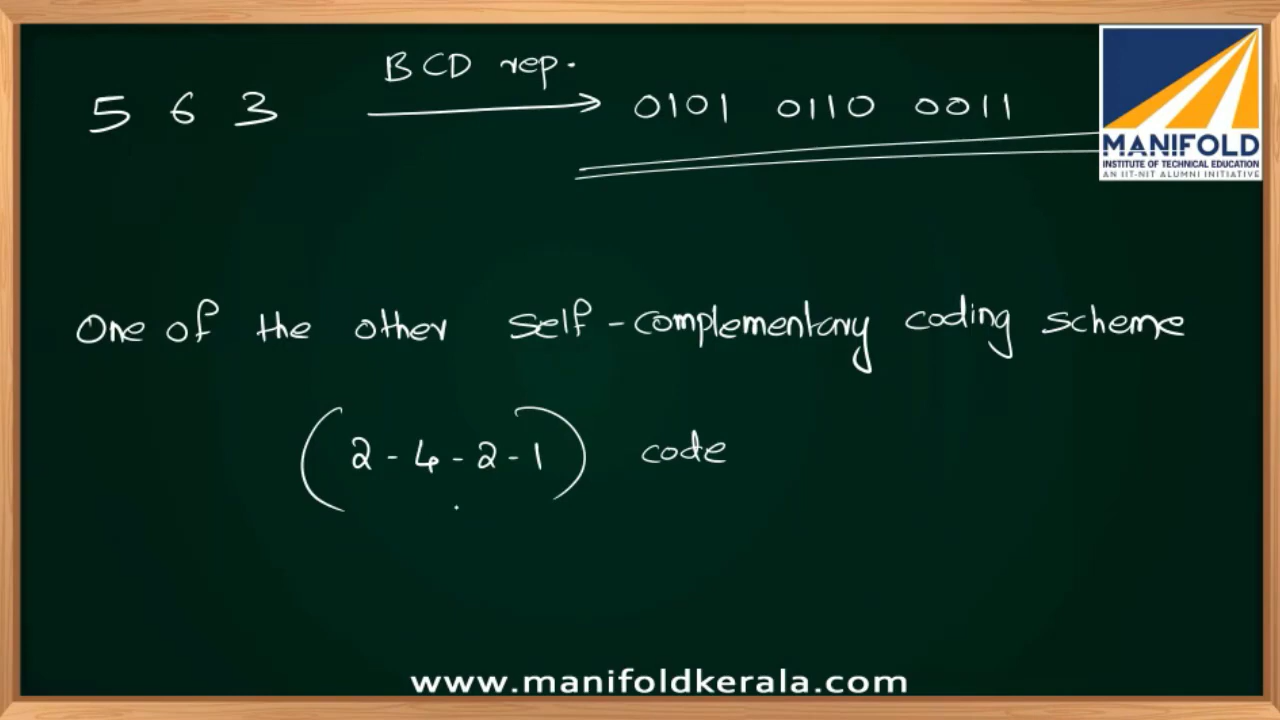 BCD rep.
5 6 3 0101 0110 0011
MANIFOLD
INSTITUTE OF TECHNICAL EDUCATION
AN IIT-NIT ALUMNI INITIATIVE
One of the other self-complementary coding scheme
(2-4-2-1) code
www.manifoldkerala.com